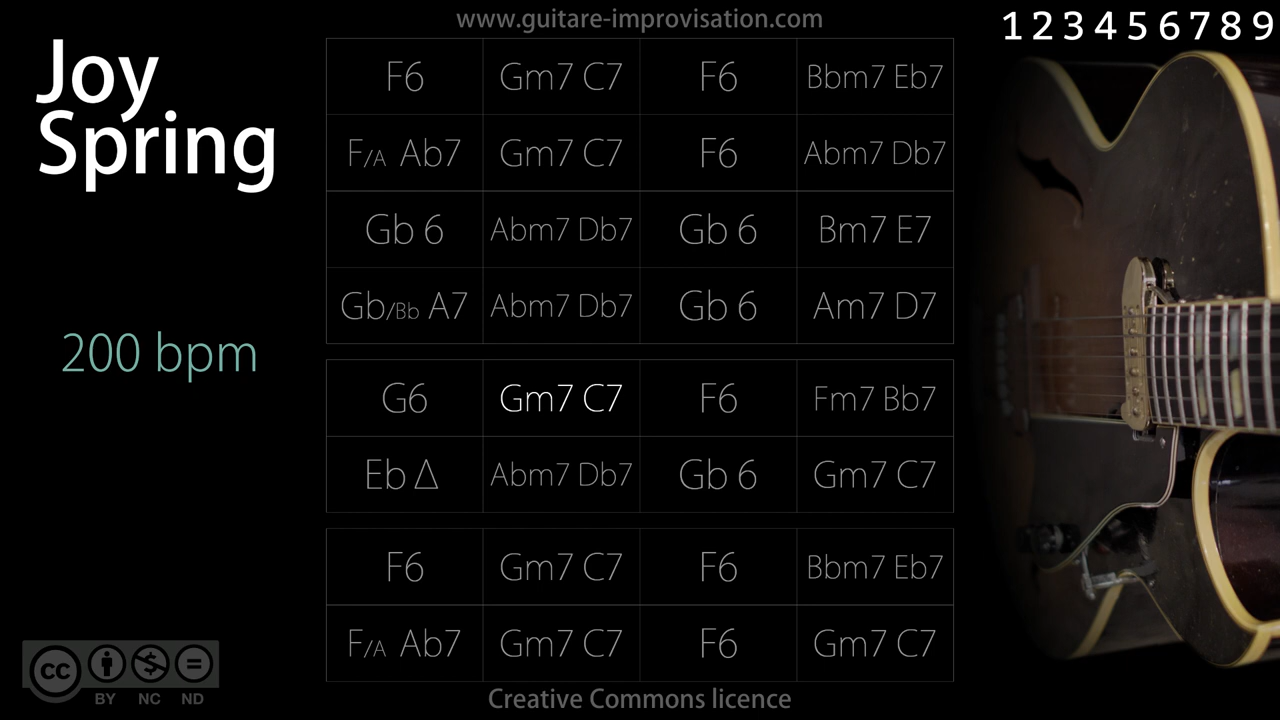 www.guitare-improvisation.com
1 2 3 4 5 6 7 8 9
Joy
Spring
F6 Gm7 C7 F6 Bbm7 Eb7
F/A Ab7 Gm7 C7 F6 Abm7 Db7
Gb 6 Abm7 Db7 Gb 6 Bm7 E7
Gb/Bb A7 Abm7 Db7 Gb 6 Am7 D7
200 bpm
G6 Gm7 C7 F6 Fm7 Bb7
Eb Δ Abm7 Db7 Gb 6 Gm7 C7
F6 Gm7 C7 F6 Bbm7 Eb7
F/A Ab7 Gm7 C7 F6 Gm7 C7
cc
BY NC ND
Creative Commons licence